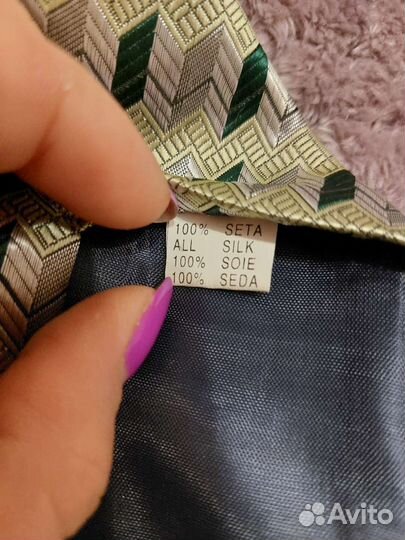 100% SETA
ALL SILK
100% SOIE
100% SEDA
Avito